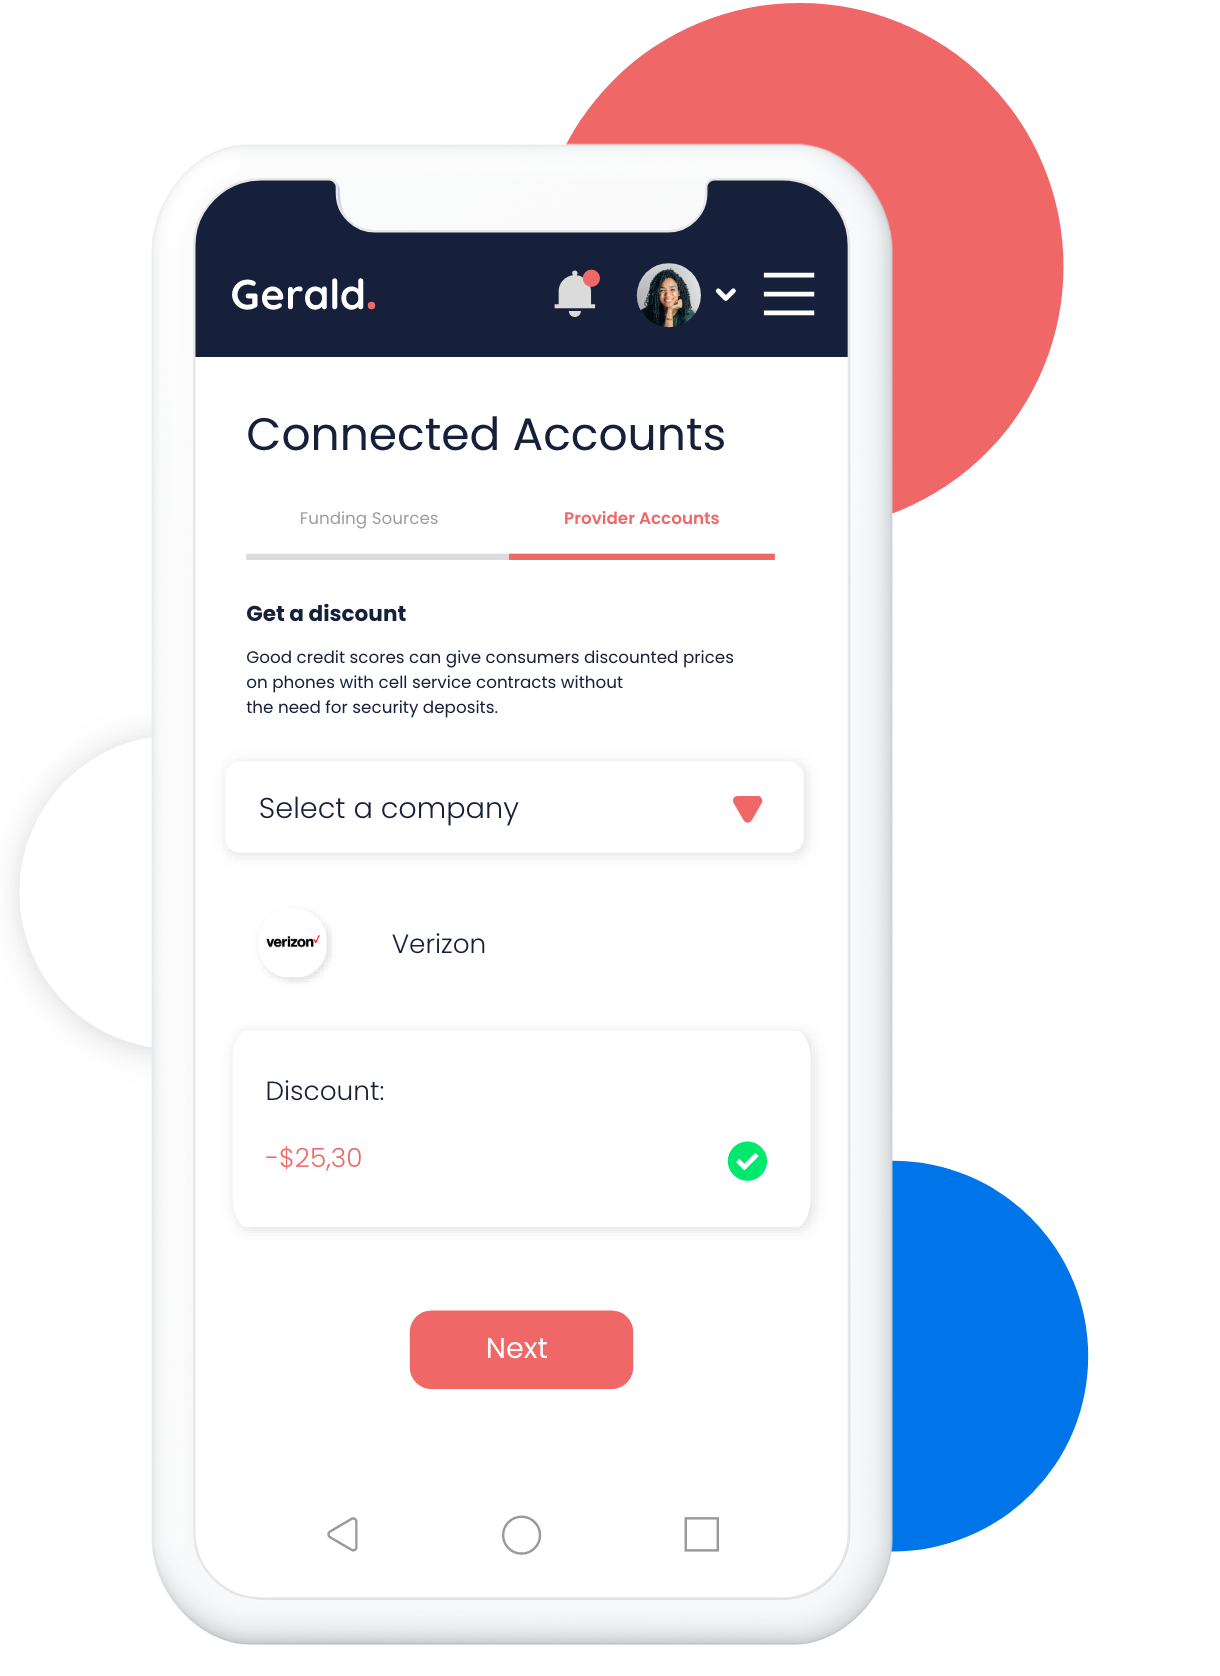 Gerald.
Connected Accounts
Funding Sources
Provider Accounts
Get a discount
Good credit scores can give consumers discounted prices
on phones with cell service contracts without
the need for security deposits.
Select a company
verizon
Verizon
Discount:
-$25,30
Next